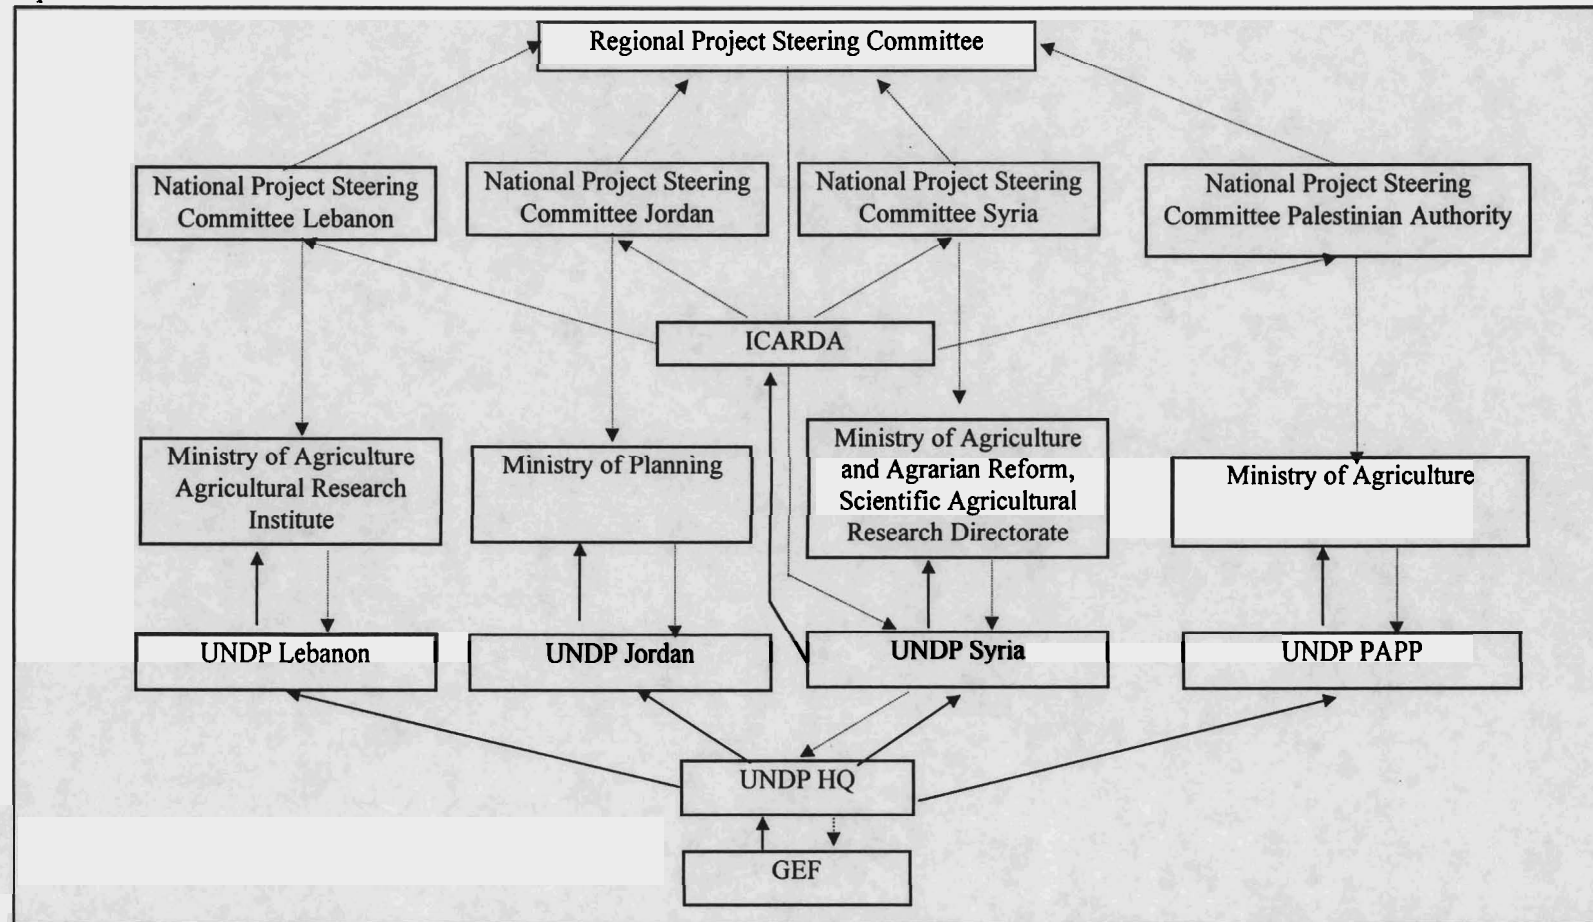 Regional Project Steering Committee
National Project Steering
Committee Lebanon
National Project Steering
Committee Jordan
National Project Steering
Committee Syria
National Project Steering
Committee Palestinian Authority
ICARDA
Ministry of Agriculture
Agricultural Research
Institute
Ministry of Planning
Ministry of Agriculture
and Agrarian Reform,
Scientific Agricultural
Research Directorate
Ministry of Agriculture
UNDP Lebanon
UNDP Jordan
UNDP Syria
UNDP PAPP
UNDP HQ
GEF